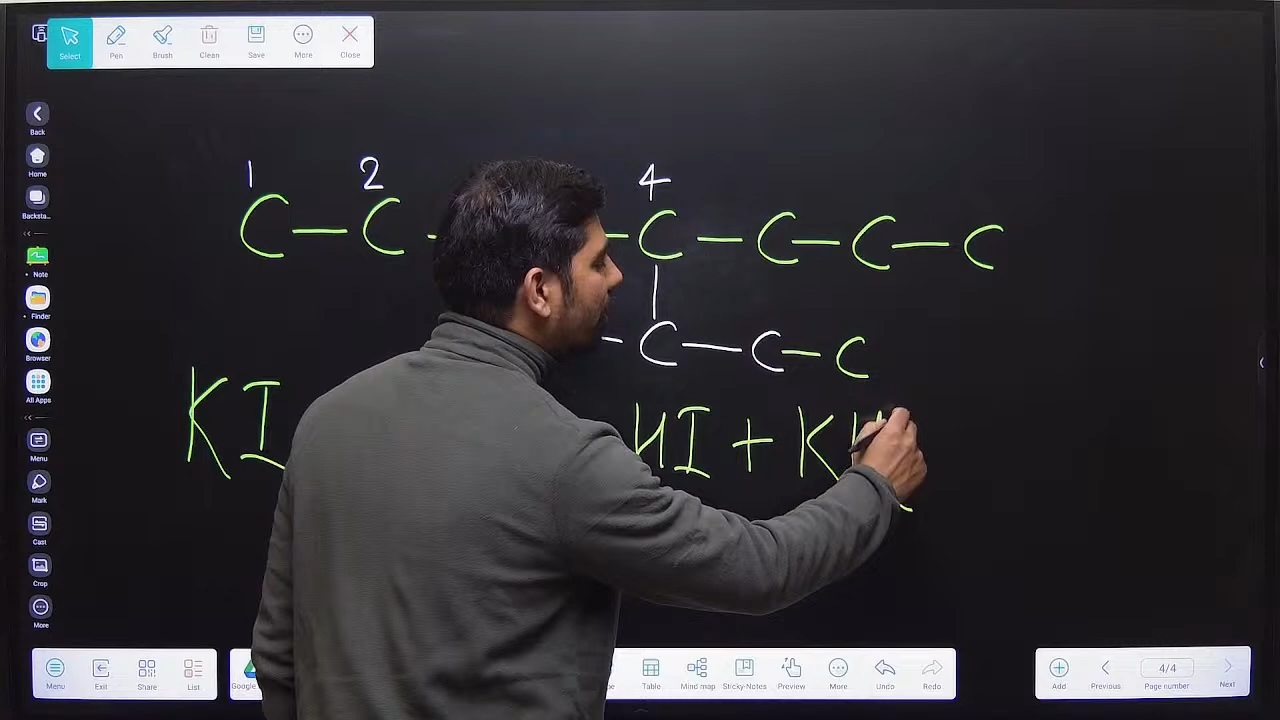 Select Pen Brush Clean Save More Close
Back
Home
Backsta...
Note
Finder
Browser
All Apps
Menu
Mark
Cast
Crop
More
1 2 4
C — C — C — C — C — C
C — C — C
KI HI + K
Menu Exit Share List Google Table Mind map Sticky-Notes Preview More Undo Redo Add Previous 4/4 Page number Next